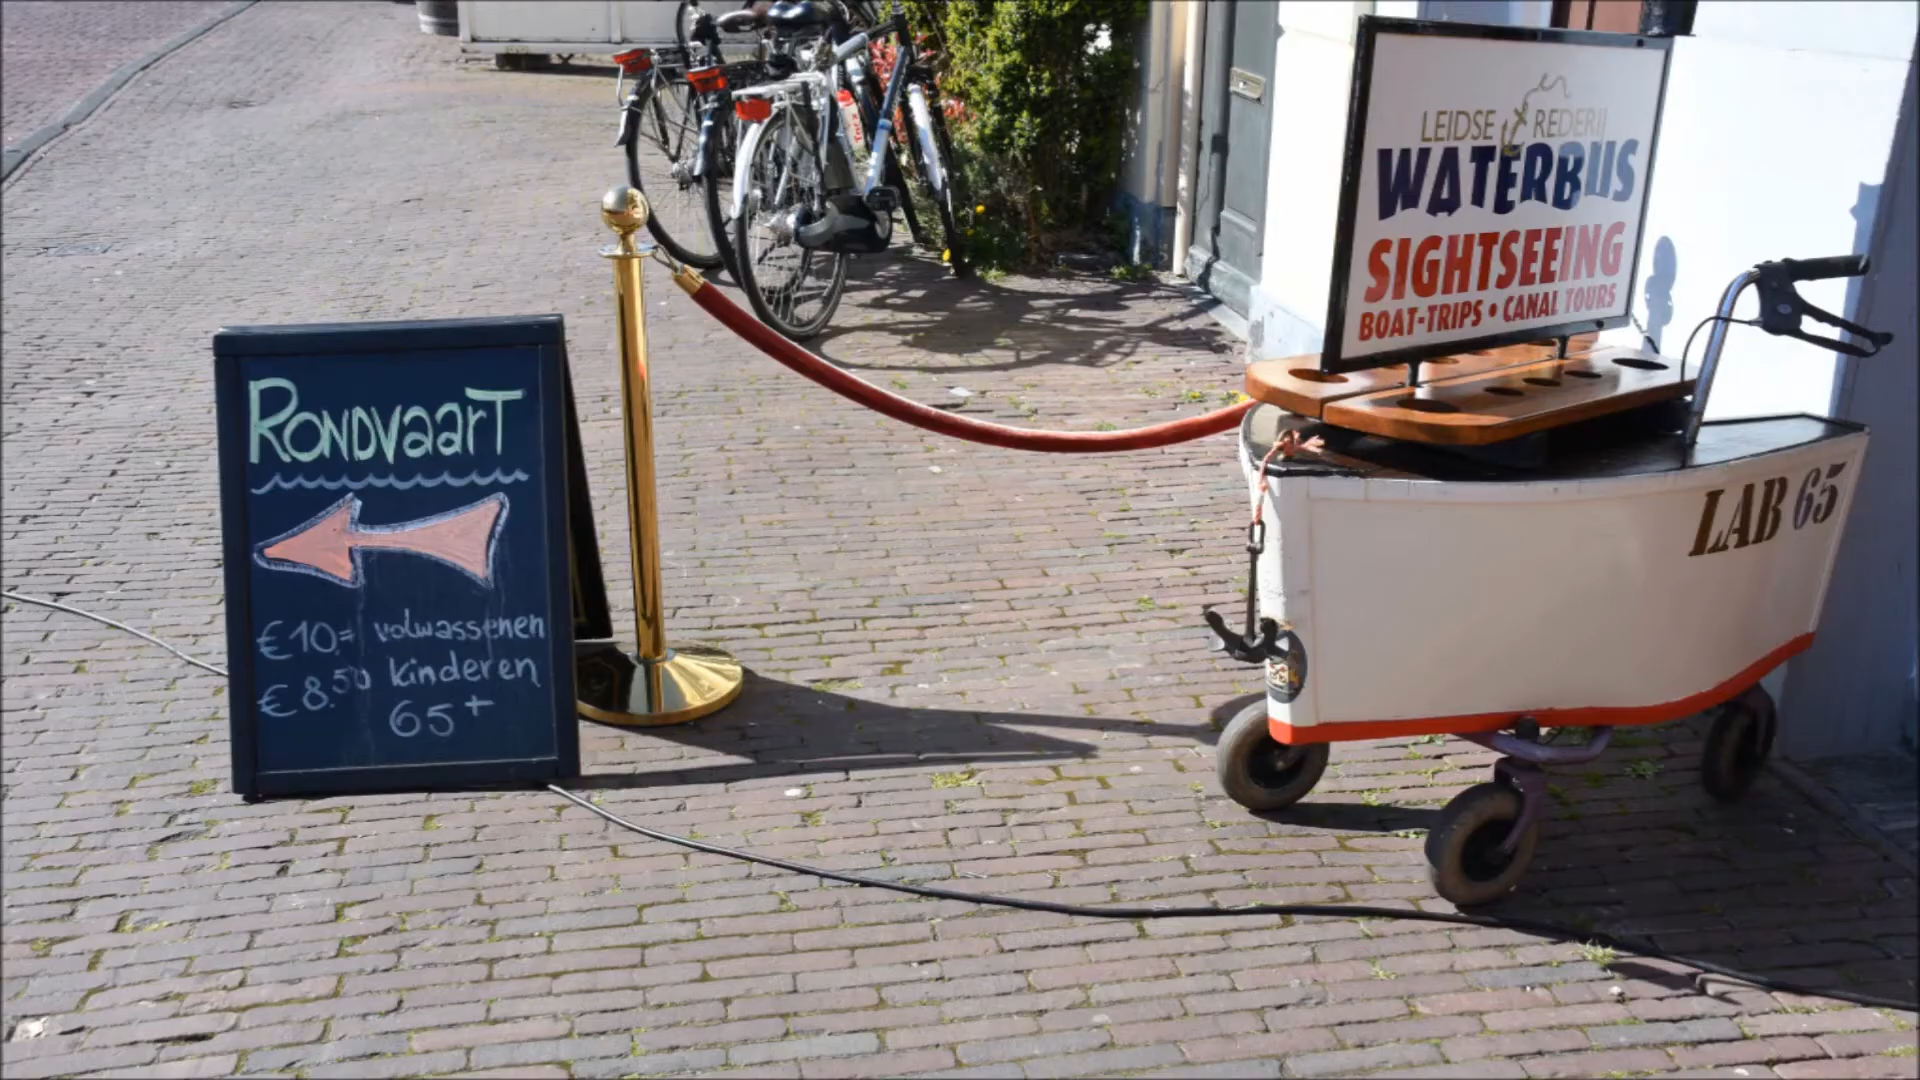 Rondvaart
€10,= volwassenen
€8.50 kinderen
65+
LEIDSE REDERIJ
WATERBUS
SIGHTSEEING
BOAT-TRIPS • CANAL TOURS
LAB 65